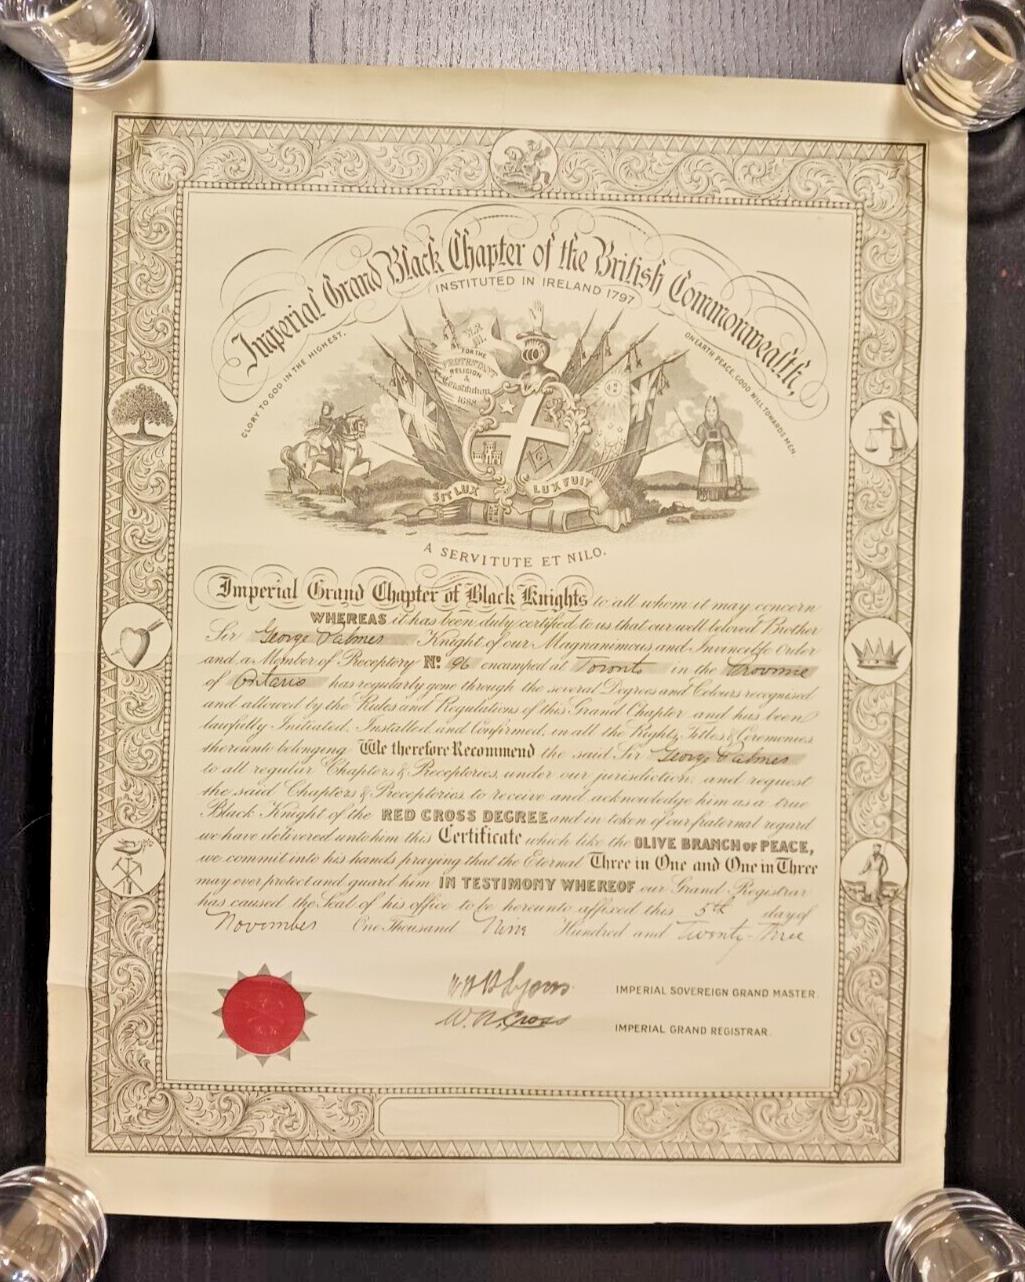 Imperial Grand Black Chapter of the British Commonwealth,
INSTITUTED IN IRELAND 1797
GLORY TO GOD IN THE HIGHEST,
ON EARTH PEACE, GOOD WILL TOWARDS MEN.
FOR THE
PROTESTANT
RELIGION
&
Constitution
1688
SIT LUX LUX FUIT
A SERVITUTE ET NILO.
Imperial Grand Chapter of Black Knights to all whom it may concern
WHEREAS it has been duly certified to us that our well beloved Brother
Sir George Palmer Knight of our Magnanimous and Invincible Order
and a Member of Preceptory No. 96 encamped at Toronto in the Province
of Ontario has regularly gone through the several Degrees and Colours recognised
and allowed by the Rules and Regulations of this Grand Chapter and has been
lawfully Initiated, Installed and Confirmed, in all the Rights, Titles & Ceremonies
thereunto belonging We therefore Recommend the said Sir George Palmer
to all regular Chapters & Preceptories, under our jurisdiction, and request
the said Chapters & Preceptories, to receive and acknowledge him as a true
Black Knight of the RED CROSS DEGREE and in token of our fraternal regard
we have delivered unto him this Certificate which like the OLIVE BRANCH OF PEACE,
we commit into his hands praying that the Eternal Three in One and One in Three
may ever protect and guard him IN TESTIMONY WHEREOF our Grand Registrar
has caused the Seal of his office to be hereunto affixed this 5th day of
November One Thousand Nine Hundred and Twenty-Three
W H H Lyons IMPERIAL SOVEREIGN GRAND MASTER.
W. A. Cross IMPERIAL GRAND REGISTRAR.